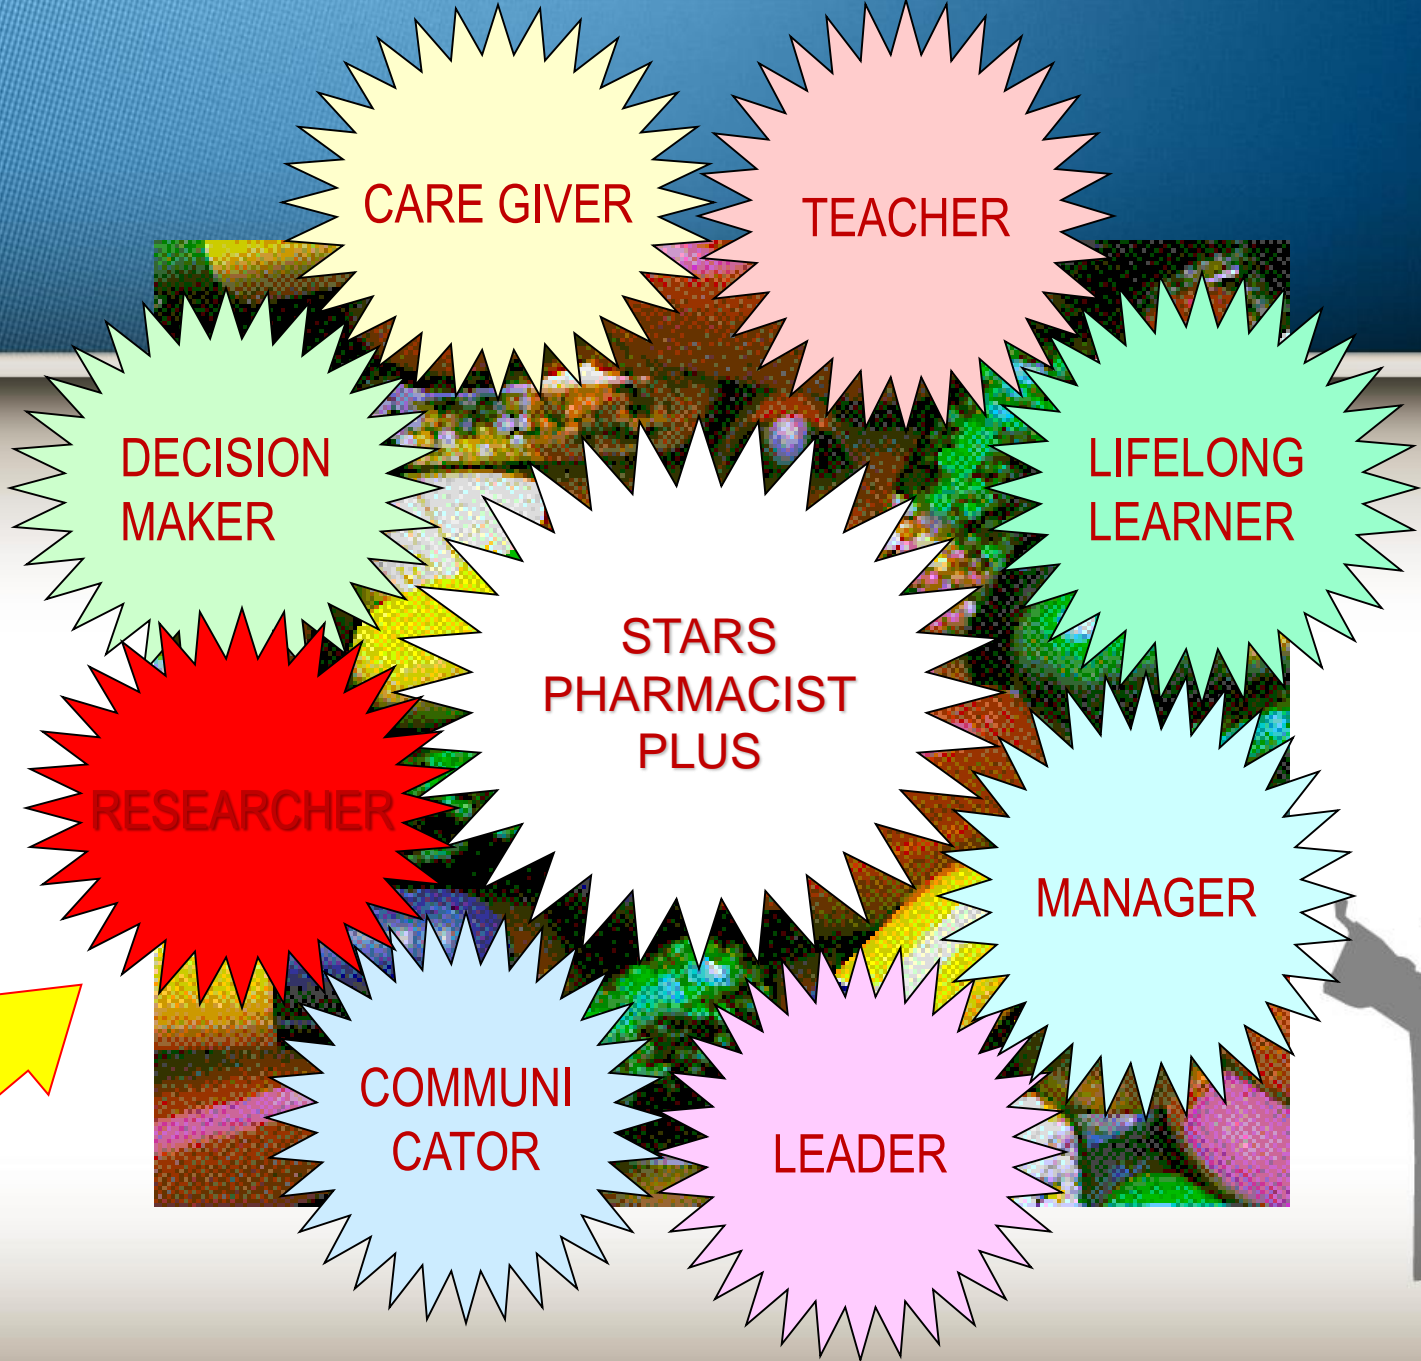 CARE GIVER
TEACHER
DECISION
MAKER
LIFELONG
LEARNER
STARS
PHARMACIST
PLUS
RESEARCHER
MANAGER
COMMUNI
CATOR
LEADER